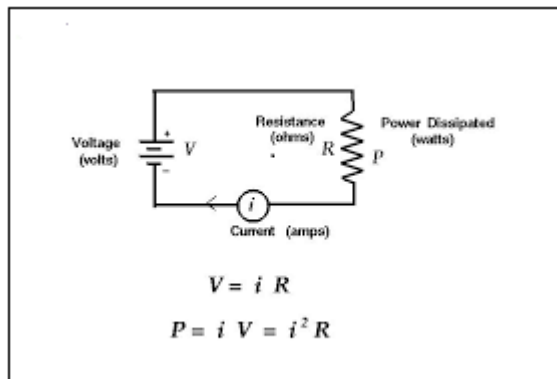 Voltage
(volts)
+
V
−
Resistance
(ohms)
R
Power Dissipated
(watts)
P
i
Current (amps)
V = i R
P = i V = i² R